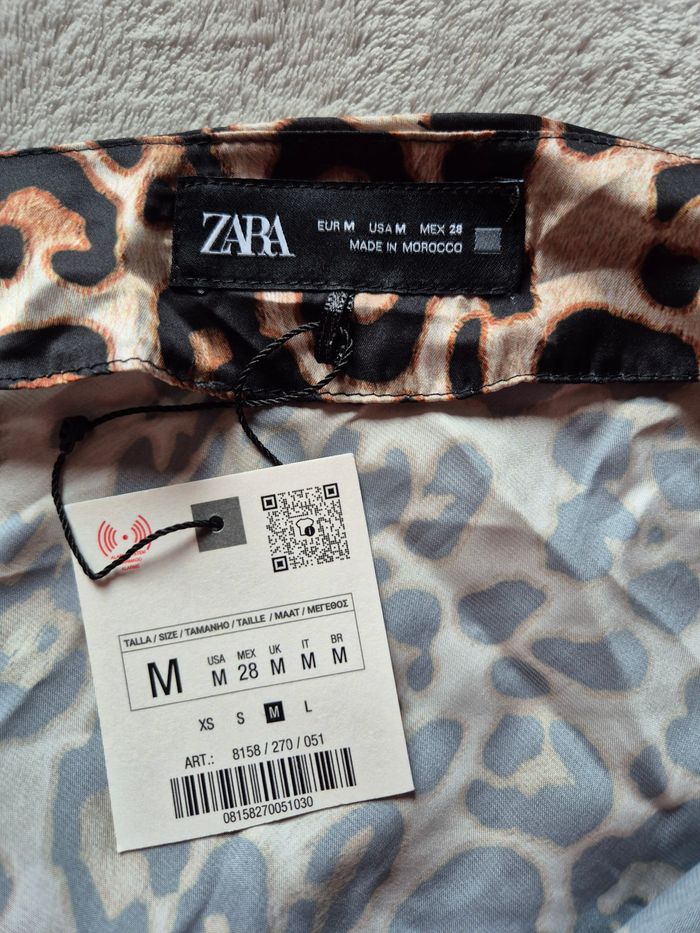 ZARA
EUR M USA M MEX 28
MADE IN MOROCCO
TALLA / SIZE / TAMANHO / TAILLE / MAAT / ΜΕΓΕΘΟΣ
M
USA MEX UK IT BR
M 28 M M M
XS S M L
ART.: 8158 / 270 / 051
08158270051030